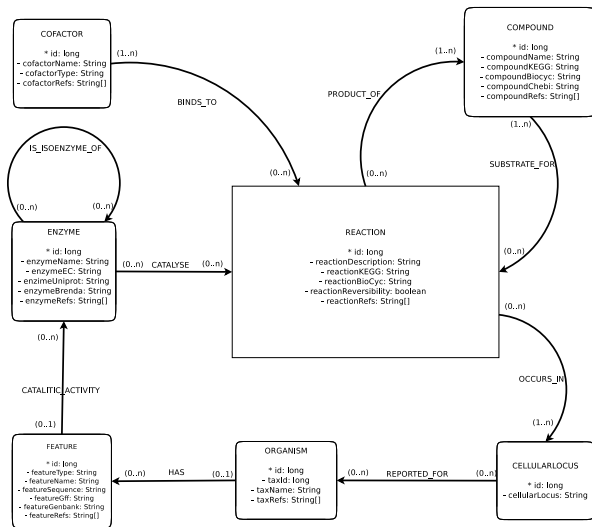 COFACTOR
* id: long
- cofactorName: String
- cofactorType: String
- cofactorRefs: String[]
(1..n)
BINDS_TO
(0..n)
COMPOUND
* id: long
- compoundName: String
- compoundKEGG: String
- compoundBiocyc: String
- compoundChebi: String
- compoundRefs: String[]
(1..n)
PRODUCT_OF
(0..n)
(1..n)
SUBSTRATE_FOR
(0..n)
IS_ISOENZYME_OF
(0..n)
(0..n)
ENZYME
* id: long
- enzymeName: String
- enzymeEC: String
- enzimeUniprot: String
- enzymeBrenda: String
- enzymeRefs: String[]
(0..n)
CATALYSE
(0..n)
REACTION
* id: long
- reactionDescription: String
- reactionKEGG: String
- reactionBioCyc: String
- reactionReversibility: boolean
- reactionRefs: String[]
(0..n)
OCCURS_IN
(1..n)
(0..n)
CATALITIC_ACTIVITY
(0..1)
FEATURE
* id: long
- featureType: String
- featureName: String
- featureSequence: String
- featureGff: String
- featureGenbank: String
- featureRefs: String[]
(0..n)
HAS
(0..1)
ORGANISM
* id: long
- taxId: long
- taxName: String
- taxRefs: String[]
(0..n)
REPORTED_FOR
(0..n)
CELLULARLOCUS
* id: long
- cellularLocus: String